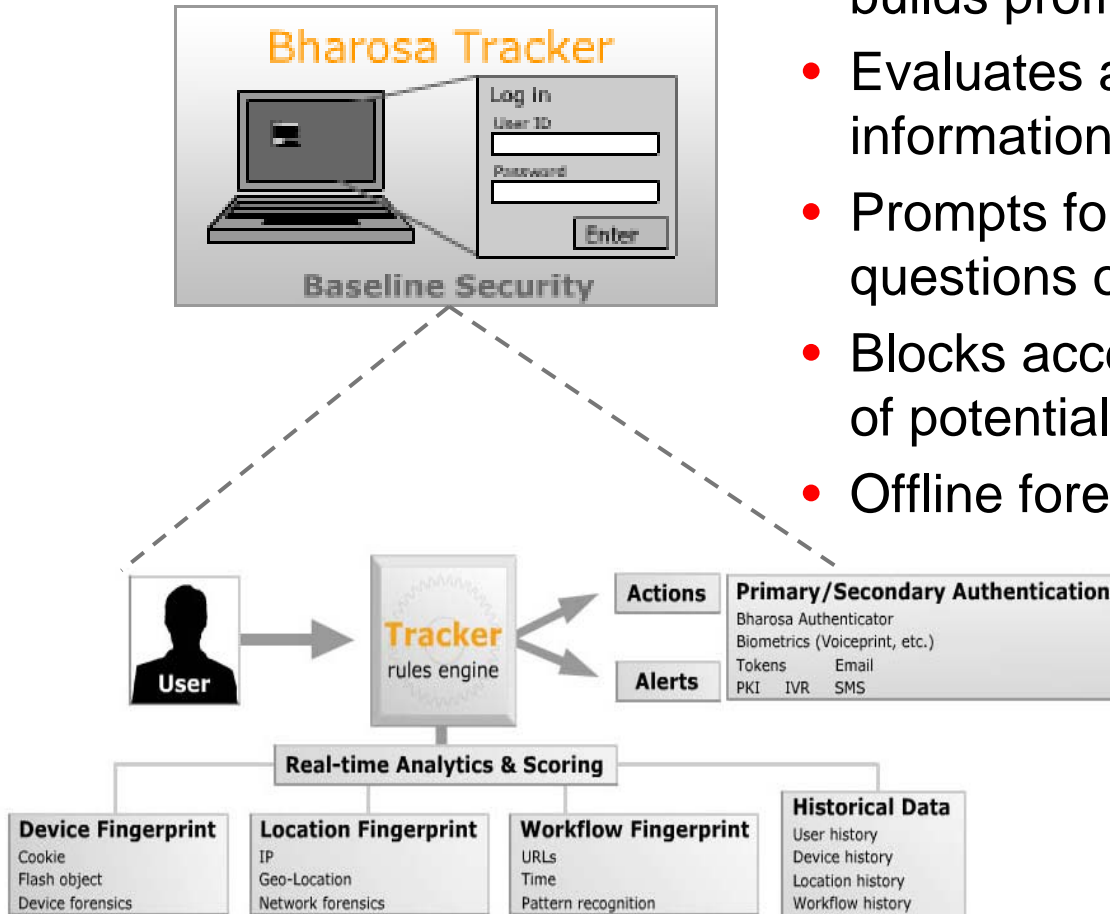 Bharosa Tracker
Log in
User ID
Password
Enter
Baseline Security
builds
• Evaluates
information
• Prompts
questions
• Blocks
of potential
• Offline
User
Tracker
rules engine
Actions
Alerts
Primary/Secondary Authentication
Bharosa Authenticator
Biometrics (Voiceprint, etc.)
Tokens Email
PKI IVR SMS
Real-time Analytics & Scoring
Device Fingerprint
Cookie
Flash object
Device forensics
Location Fingerprint
IP
Geo-Location
Network forensics
Workflow Fingerprint
URLs
Time
Pattern recognition
Historical Data
User history
Device history
Location history
Workflow history